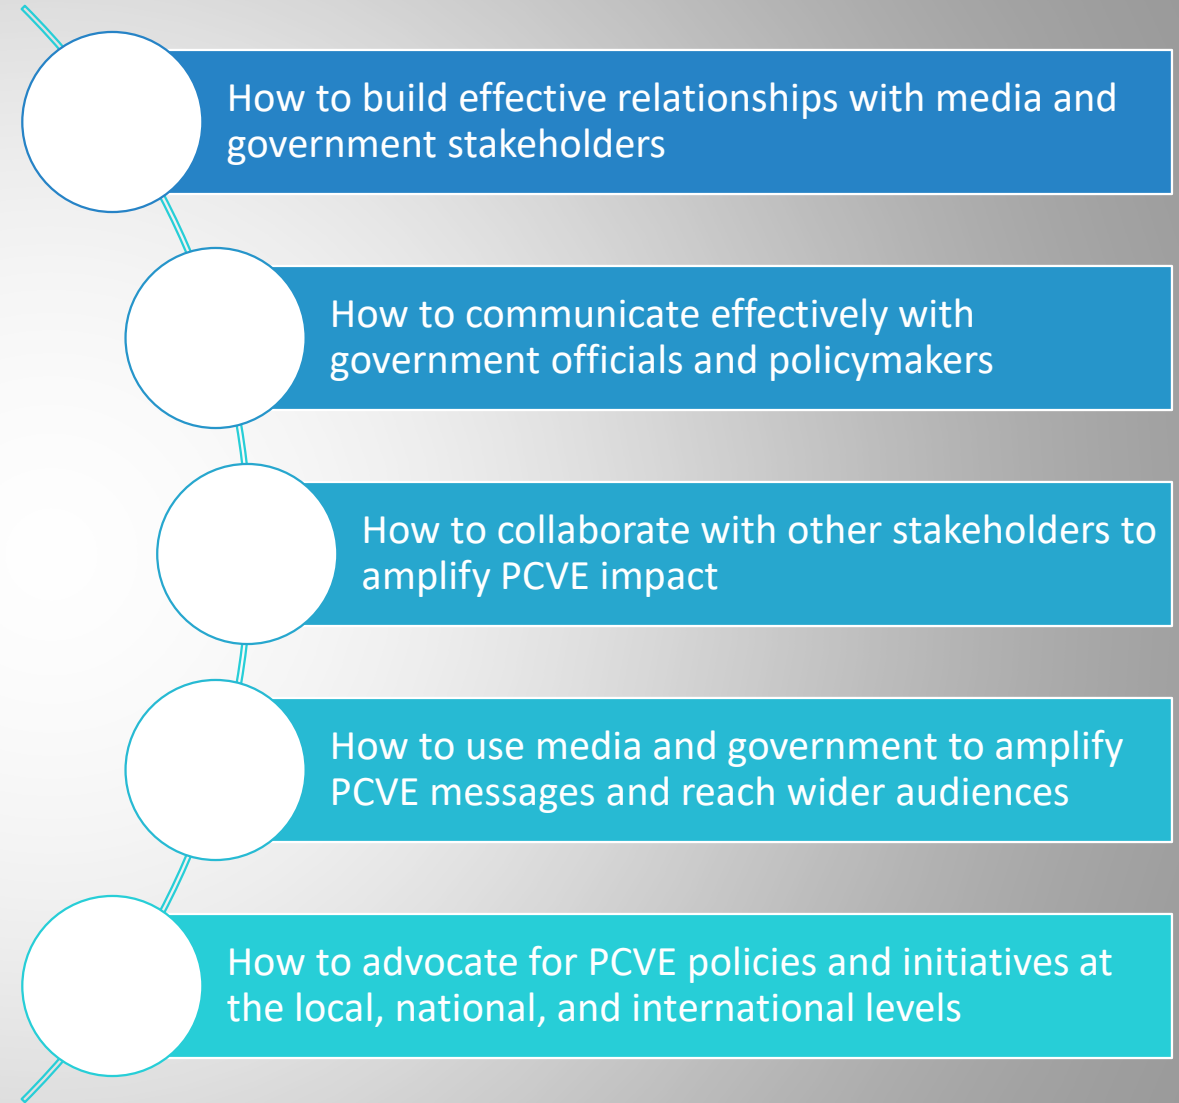 How to build effective relationships with media and
government stakeholders
How to communicate effectively with
government officials and policymakers
How to collaborate with other stakeholders to
amplify PCVE impact
How to use media and government to amplify
PCVE messages and reach wider audiences
How to advocate for PCVE policies and initiatives at
the local, national, and international levels